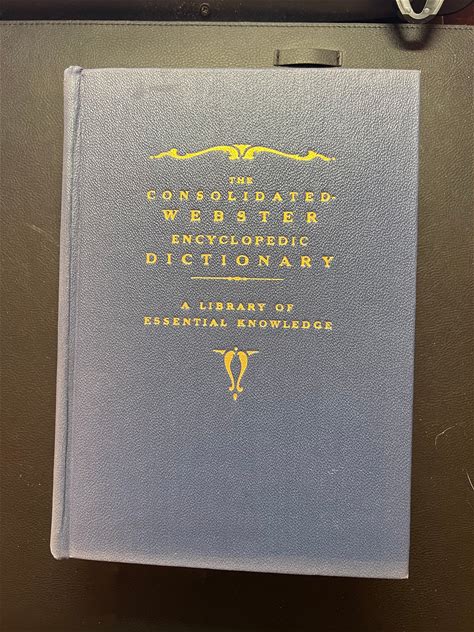 THE
CONSOLIDATED-
WEBSTER
ENCYCLOPEDIC
DICTIONARY
A LIBRARY OF
ESSENTIAL KNOWLEDGE